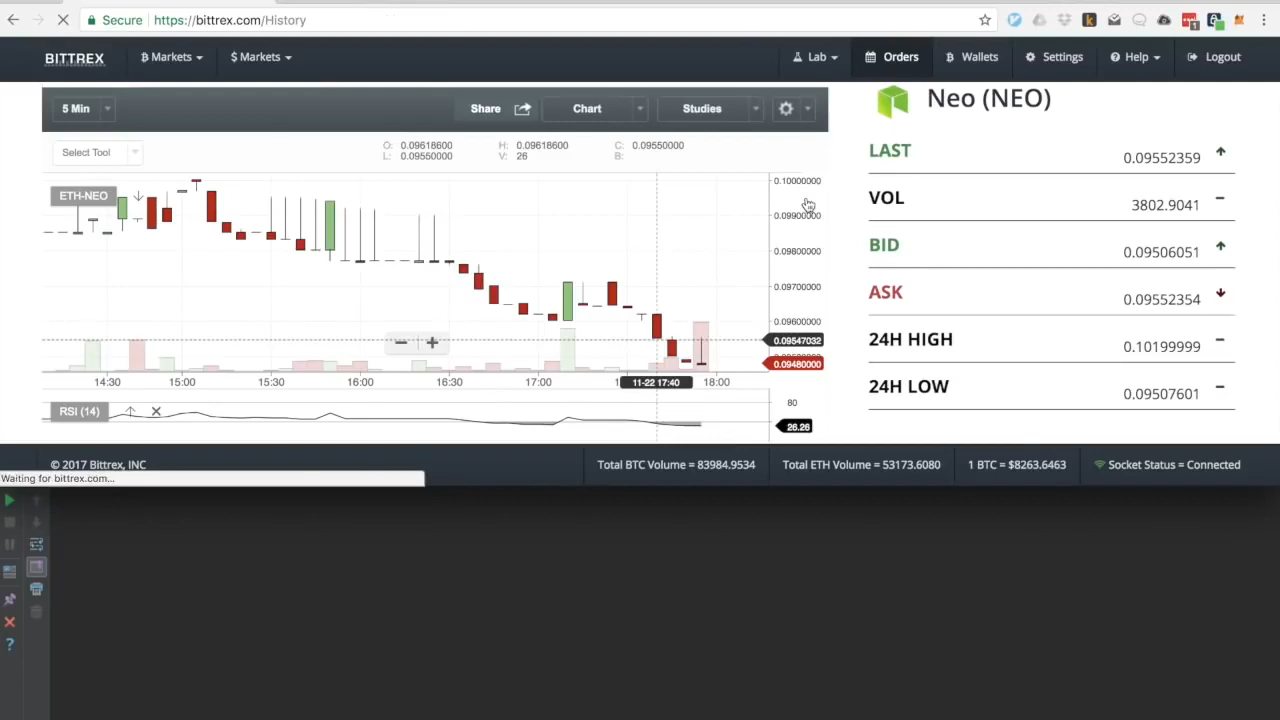 Secure https://bittrex.com/History
1
BITTREX Ƀ Markets $ Markets Lab Orders Ƀ Wallets Settings Help Logout
5 Min Share Chart Studies
Neo (NEO)
Select Tool
O: 0.09618600 H: 0.09618600 C: 0.09550000
L: 0.09550000 V: 26 B:
LAST 0.09552359
VOL 3802.9041
BID 0.09506051
ASK 0.09552354
24H HIGH 0.10199999
24H LOW 0.09507601
ETH-NEO
0.10000000
0.09900000
0.09800000
0.09700000
0.09600000
0.09547032
0.09480000
14:30 15:00 15:30 16:00 16:30 17:00 11-22 17:40 18:00
RSI (14)
80
26.26
© 2017 Bittrex, INC Total BTC Volume = 83984.9534 Total ETH Volume = 53173.6080 1 BTC = $8263.6463 Socket Status = Connected
Waiting for bittrex.com...